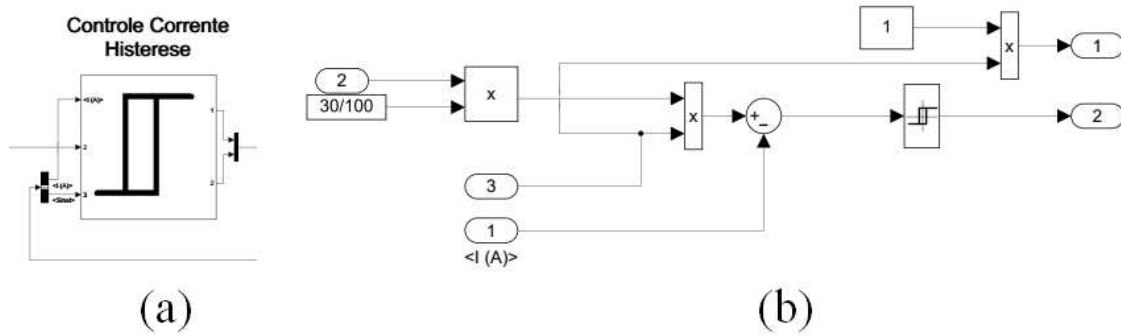 Controle Corrente
Histerese
<I (A)>
1
2
<I (A)>
3
2
<Sinal>
1
x
1
2
x
30/100
x
+
−
2
3
1
<I (A)>
(a)
(b)